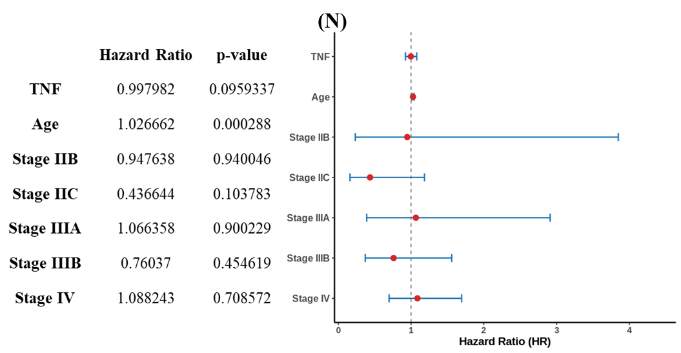 (N)
Hazard Ratio p-value
TNF 0.997982 0.0959337
Age 1.026662 0.000288
Stage IIB 0.947638 0.940046
Stage IIC 0.436644 0.103783
Stage IIIA 1.066358 0.900229
Stage IIIB 0.76037 0.454619
Stage IV 1.088243 0.708572
TNF
Age
Stage IIB
Stage IIC
Stage IIIA
Stage IIIB
Stage IV
0 1 2 3 4
Hazard Ratio (HR)